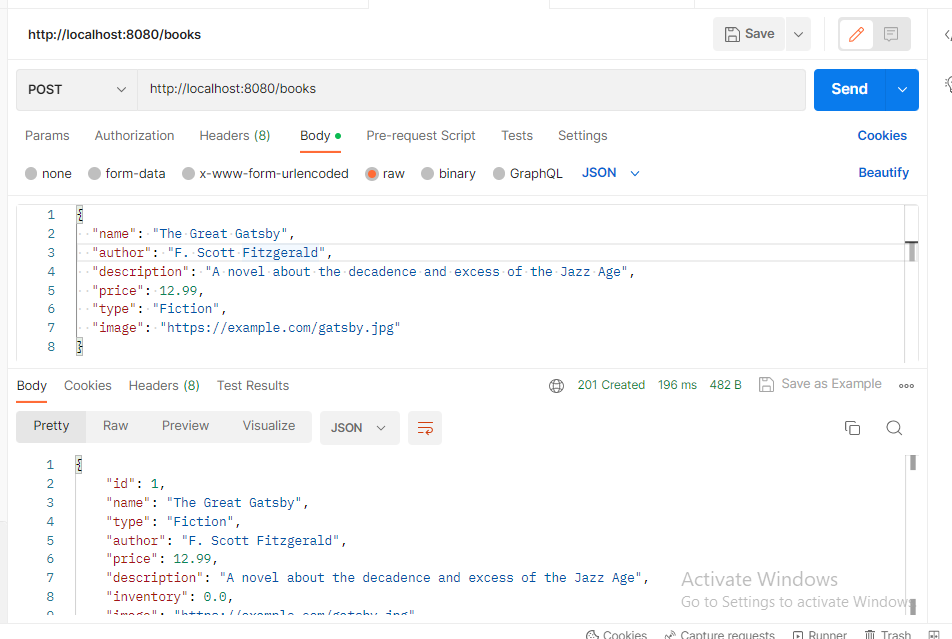 http://localhost:8080/books
Save
POST
http://localhost:8080/books
Send
Params Authorization Headers (8) Body Pre-request Script Tests Settings Cookies
none form-data x-www-form-urlencoded raw binary GraphQL JSON Beautify
1 {
2 "name": "The Great Gatsby",
3 "author": "F. Scott Fitzgerald",
4 "description": "A novel about the decadence and excess of the Jazz Age",
5 "price": 12.99,
6 "type": "Fiction",
7 "image": "https://example.com/gatsby.jpg"
8 }
Body Cookies Headers (8) Test Results 201 Created 196 ms 482 B Save as Example
Pretty Raw Preview Visualize JSON
1 {
2 "id": 1,
3 "name": "The Great Gatsby",
4 "type": "Fiction",
5 "author": "F. Scott Fitzgerald",
6 "price": 12.99,
7 "description": "A novel about the decadence and excess of the Jazz Age",
8 "inventory": 0.0,
9 "image": "https://example.com/gatsby.jpg"
Activate Windows
Go to Settings to activate Windows.
Cookies Capture requests Runner Trash